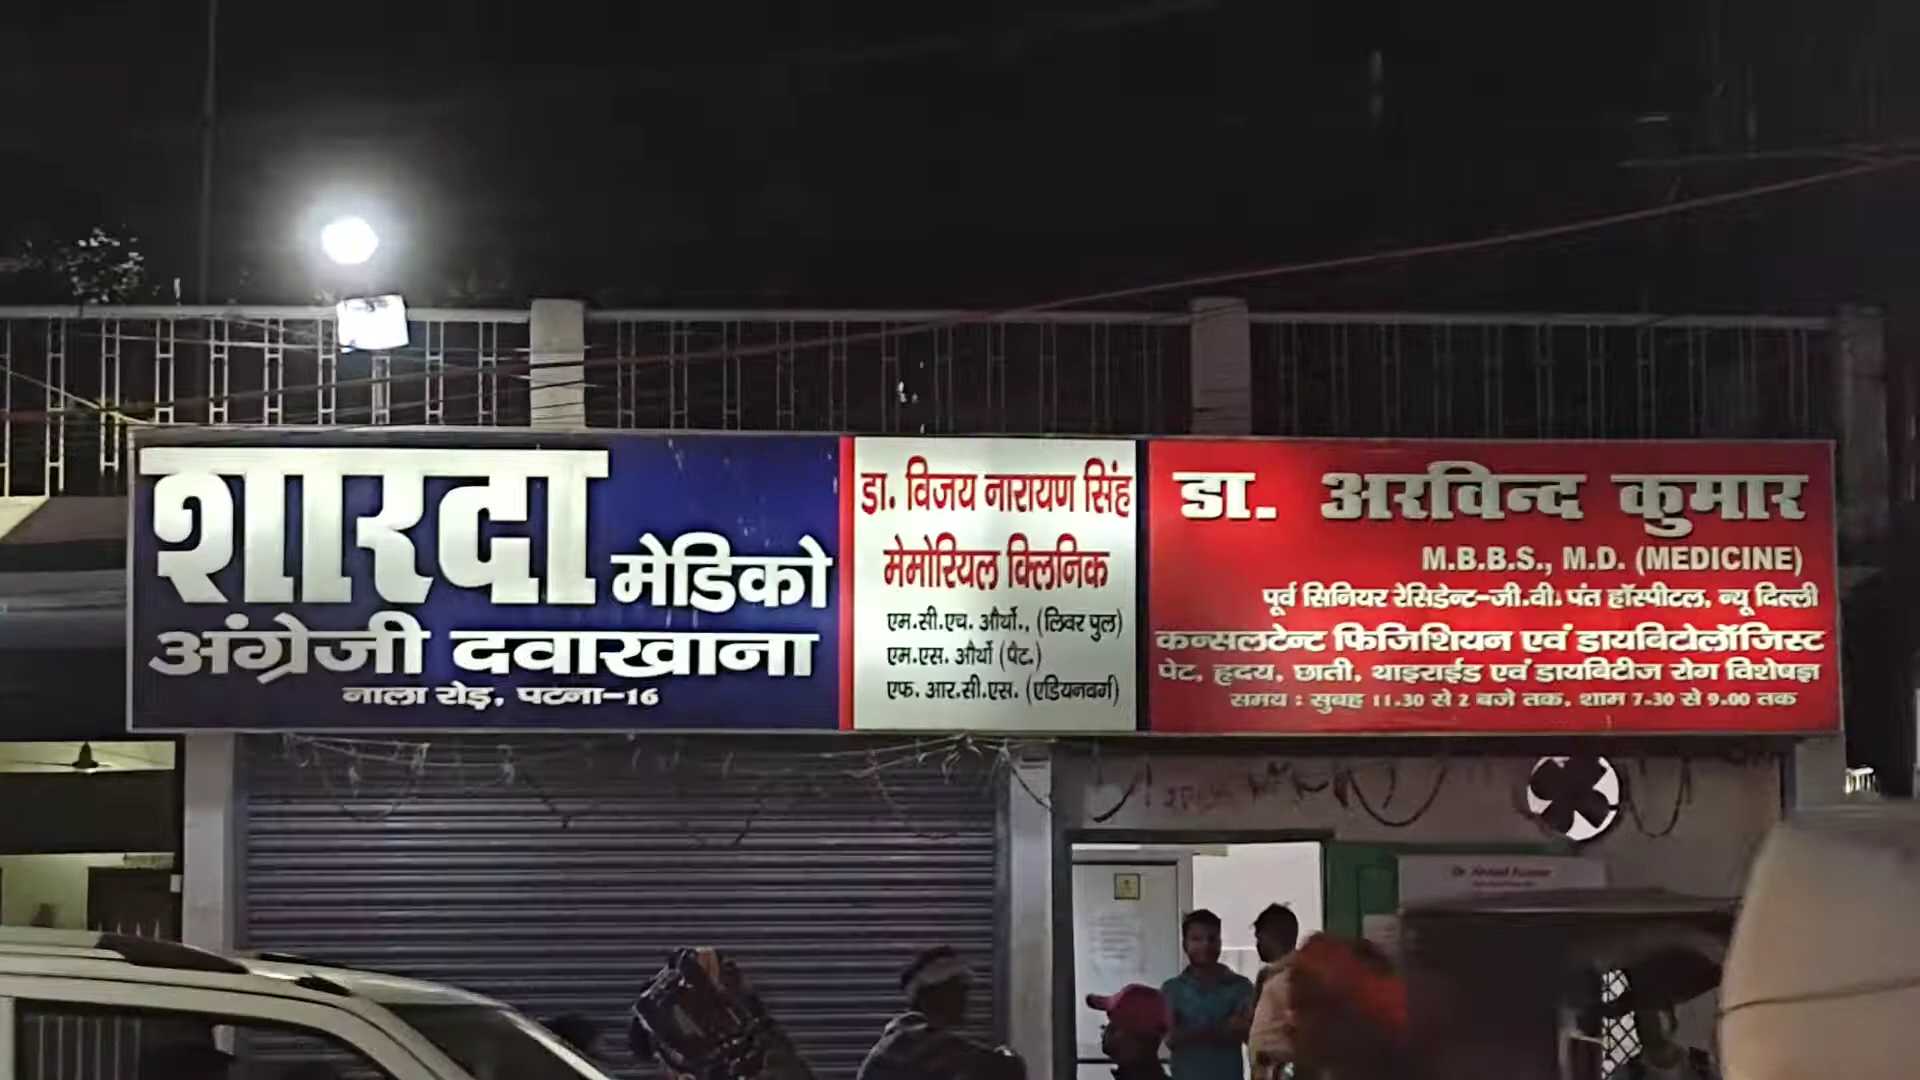 शारदा मेडिको
अंग्रेजी दवाखाना
नाला रोड़, पटना-16
डा. विजय नारायण सिंह
मेमोरियल क्लिनिक
एम.सी.एच. और्थो., (लिवर पुल)
एम.एस. और्थो (पैट.)
एफ. आर.सी.एस. (एडियनवर्ग)
डा. अरविन्द कुमार
M.B.B.S., M.D. (MEDICINE)
पूर्व सिनियर रेसिडेन्ट-जी.वी. पंत हॉस्पीटल, न्यू दिल्ली
कन्सलटेन्ट फिजिशियन एवं डायबिटोलॉजिस्ट
पेट, हृदय, छाती, थाइराईड एवं डायबिटीज रोग विशेषज्ञ
समय : सुबह 11.30 से 2 बजे तक, शाम 7-30 से 9.00 तक